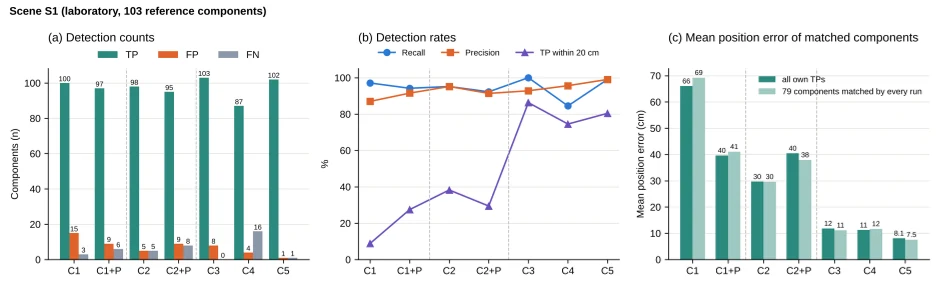 Scene S1 (laboratory, 103 reference components)
(a) Detection counts
TP FP FN
Components (n)
100
80
60
40
20
0
100 15 3
97 9 6
98 5 5
95 9 8
103 8 0
87 4 16
102 1 1
C1 C1+P C2 C2+P C3 C4 C5
(b) Detection rates
Recall Precision TP within 20 cm
%
100
80
60
40
20
0
C1 C1+P C2 C2+P C3 C4 C5
(c) Mean position error of matched components
all own TPs
79 components matched by every run
Mean position error (cm)
70
60
50
40
30
20
10
0
66 69
40 41
30 30
40 38
12 11
11 12
8.1 7.5
C1 C1+P C2 C2+P C3 C4 C5